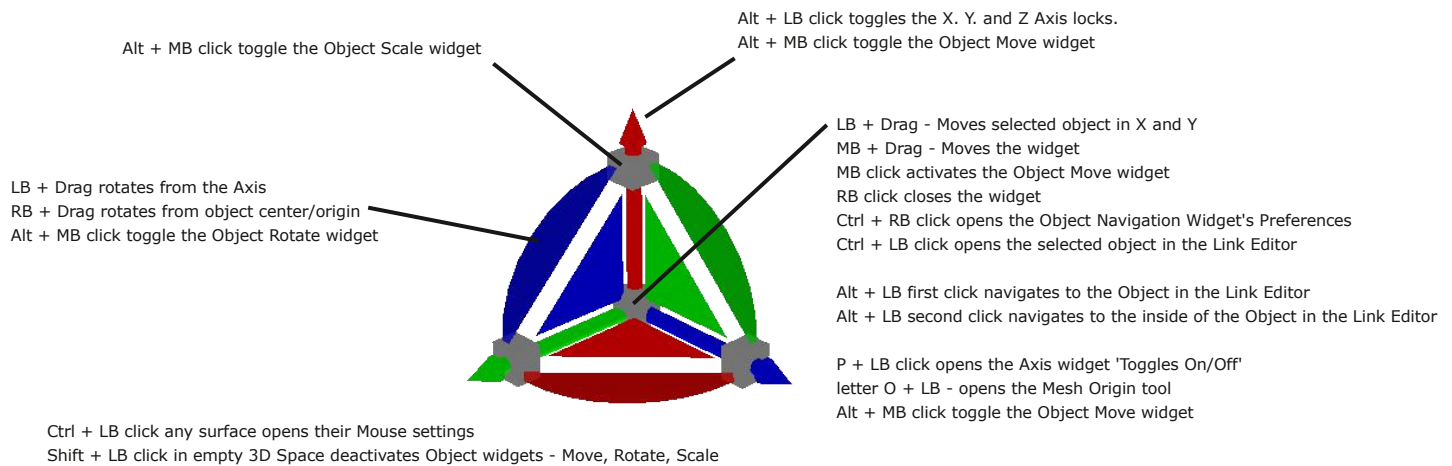 Alt + LB click toggles the X. Y. and Z Axis locks.
Alt + MB click toggle the Object Move widget
Alt + MB click toggle the Object Scale widget
LB + Drag rotates from the Axis
RB + Drag rotates from object center/origin
Alt + MB click toggle the Object Rotate widget
LB + Drag - Moves selected object in X and Y
MB + Drag - Moves the widget
MB click activates the Object Move widget
RB click closes the widget
Ctrl + RB click opens the Object Navigation Widget's Preferences
Ctrl + LB click opens the selected object in the Link Editor
Alt + LB first click navigates to the Object in the Link Editor
Alt + LB second click navigates to the inside of the Object in the Link Editor
P + LB click opens the Axis widget 'Toggles On/Off'
letter O + LB - opens the Mesh Origin tool
Alt + MB click toggle the Object Move widget
Ctrl + LB click any surface opens their Mouse settings
Shift + LB click in empty 3D Space deactivates Object widgets - Move, Rotate, Scale